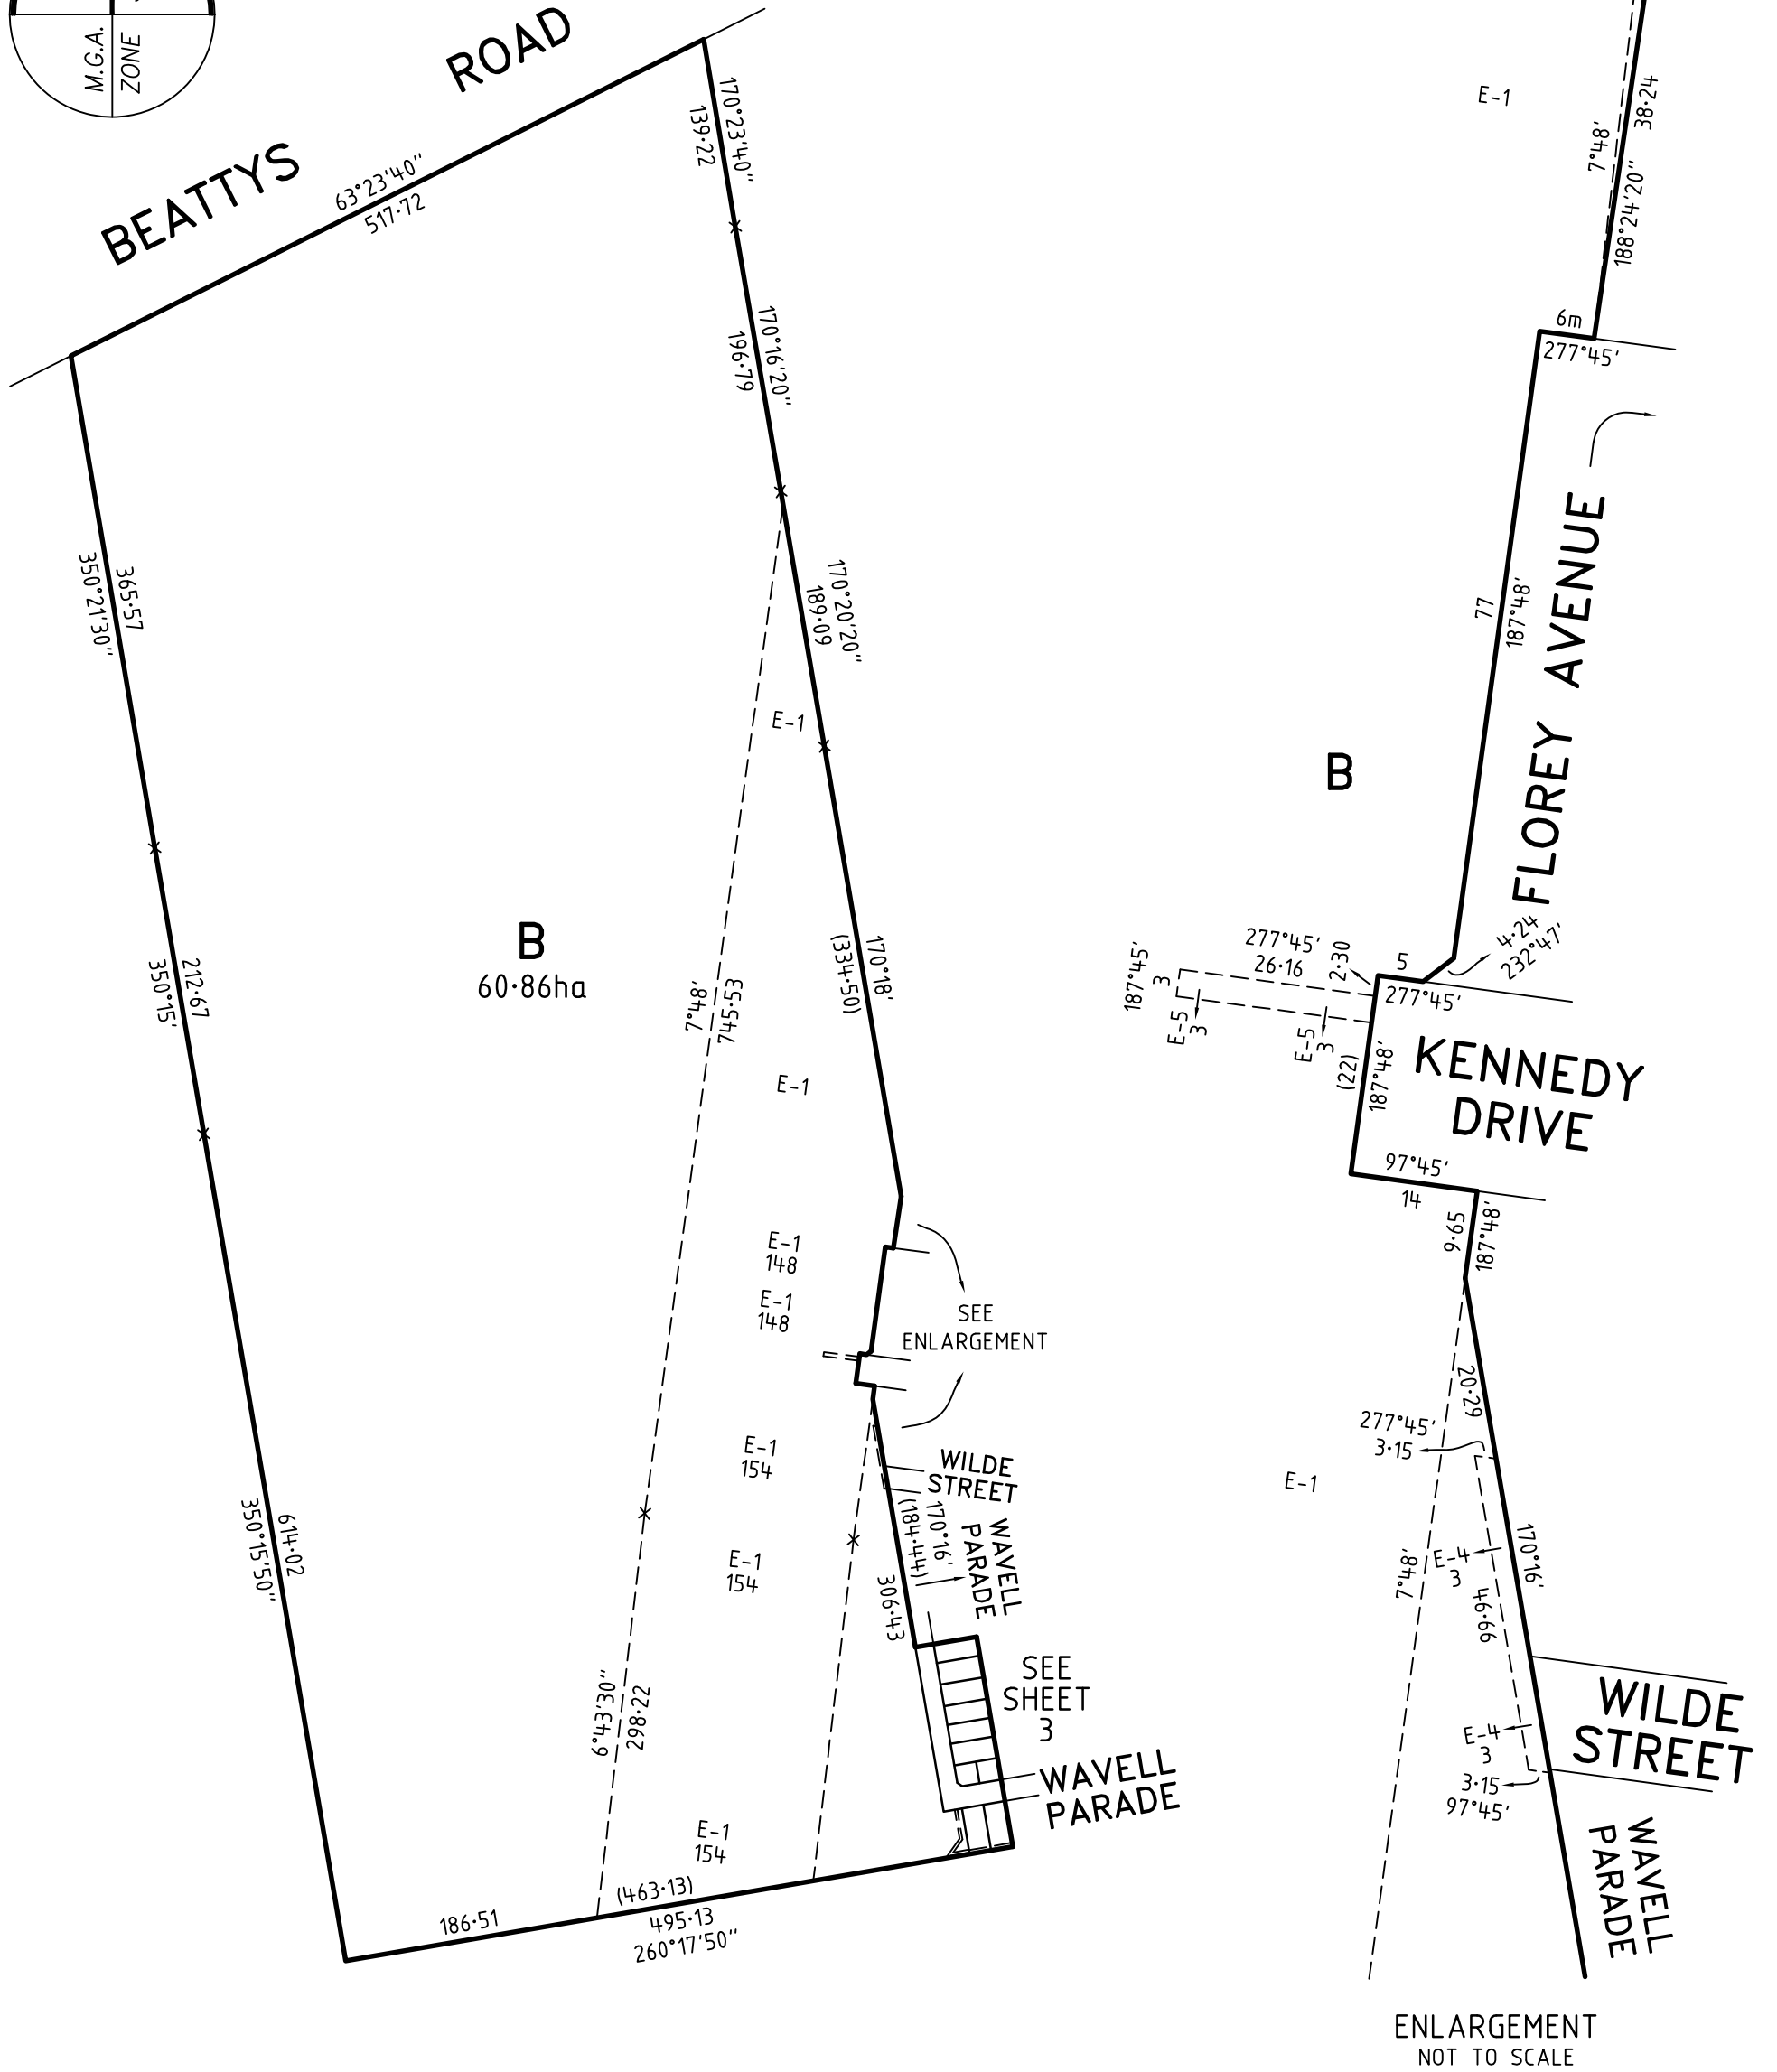 M.G.A.
ZONE
BEATTYS ROAD
63°23'40"
517·72
170°23'40"
139·22
170°16'20"
196·79
170°20'20"
189·09
170°18'
(334·50)
365·57
350°21'30"
212·67
350°15'
614·02
350°15'50"
B
60·86ha
7°48'
745·53
E-1
E-1
E-1
148
E-1
148
E-1
154
E-1
154
E-1
154
SEE
ENLARGEMENT
WILDE
STREET
170°16'
(184·44)
WAVELL
PARADE
306·43
6°43'30"
298·22
SEE
SHEET
3
WAVELL
PARADE
186·51
(463·13)
495·13
260°17'50"
E-1
7°48'
38·24
188°24'20"
6m
277°45'
77
187°48'
FLOREY AVENUE
B
4·24
232°47'
5
277°45'
277°45'
26·16
2·30
187°45'
3
E-5
3
E-5
3
(22)
187°48'
KENNEDY
DRIVE
97°45'
14
9·65
187°48'
20·29
277°45'
3·15
E-1
7°48'
E-4
3
46·66
170°16'
E-4
3
3·15
97°45'
WILDE
STREET
WAVELL
PARADE
ENLARGEMENT
NOT TO SCALE